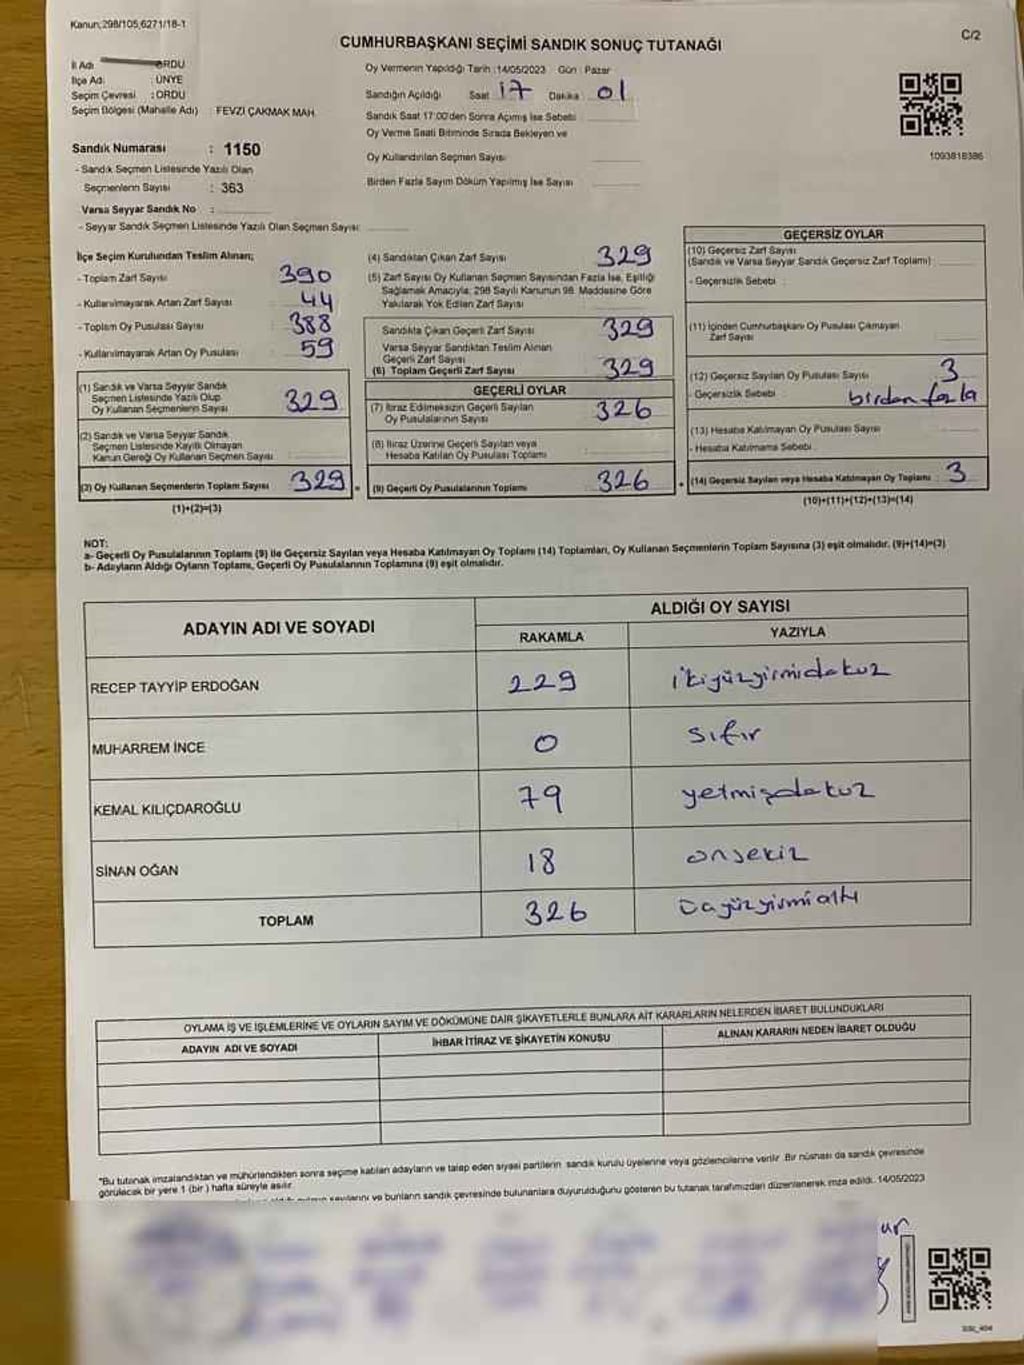 Kanun;298/105,6271/18-1
C/2
CUMHURBAŞKANI SEÇİMİ SANDIK SONUÇ TUTANAĞI
İl Adı ORDU
İlçe Adı : ÜNYE
Seçim Çevresi : ORDU
Seçim Bölgesi (Mahalle Adı) : FEVZİ ÇAKMAK MAH.
Sandık Numarası : 1150
- Sandık Seçmen Listesinde Yazılı Olan
Seçmenlerin Sayısı : 363
Varsa Seyyar Sandık No :
- Seyyar Sandık Seçmen Listesinde Yazılı Olan Seçmen Sayısı:
Oy Vermenin Yapıldığı Tarih :14/05/2023 Gün : Pazar
Sandığın Açıldığı Saat 17 Dakika : 01
Sandık Saat 17:00'den Sonra Açımış İse Sebebi
Oy Verme Saati Bitiminde Sırada Bekleyen ve
Oy Kullandırılan Seçmen Sayısı
Birden Fazla Sayım Döküm Yapılmış İse Sayısı
1093818386
İlçe Seçim Kurulundan Teslim Alınan;
- Toplam Zarf Sayısı 390
- Kullanılmayarak Artan Zarf Sayısı 44
- Toplam Oy Pusulası Sayısı 388
- Kullanılmayarak Artan Oy Pusulası 59
(1) Sandık ve Varsa Seyyar Sandık
Seçmen Listesinde Yazılı Olup
Oy Kullanan Seçmenlerin Sayısı 329
(2) Sandık ve Varsa Seyyar Sandık
Seçmen Listesinde Kayıtlı Olmayan
Kanun Gereği Oy Kullanan Seçmen Sayısı
(3) Oy Kullanan Seçmenlerin Toplam Sayısı 329
(1)+(2)=(3)
(4) Sandıktan Çıkan Zarf Sayısı 329
(5) Zarf Sayısı Oy Kullanan Seçmen Sayısından Fazla İse, Eşitliği
Sağlamak Amacıyla; 298 Sayılı Kanunun 98. Maddesine Göre
Yakılarak Yok Edilen Zarf Sayısı
Sandıkta Çıkan Geçerli Zarf Sayısı 329
Varsa Seyyar Sandıktan Teslim Alınan
Geçerli Zarf Sayısı
(6) Toplam Geçerli Zarf Sayısı 329
GEÇERLİ OYLAR
(7) İtiraz Edilmeksizin Geçerli Sayılan
Oy Pusulalarının Sayısı 326
(8) İtiraz Üzerine Geçerli Sayılan veya
Hesaba Katılan Oy Pusulası Toplamı
(9) Geçerli Oy Pusulalarının Toplamı 326
GEÇERSİZ OYLAR
(10) Geçersiz Zarf Sayısı
(Sandık ve Varsa Seyyar Sandık Geçersiz Zarf Toplamı)
- Geçersizlik Sebebi :
(11) İçinden Cumhurbaşkanı Oy Pusulası Çıkmayan
Zarf Sayısı
(12) Geçersiz Sayılan Oy Pusulası Sayısı 3
- Geçersizlik Sebebi : birden fazla
(13) Hesaba Katılmayan Oy Pusulası Sayısı
- Hesaba Katılmama Sebebi
(14) Geçersiz Sayılan veya Hesaba Katılmayan Oy Toplamı : 3
(10)+(11)+(12)+(13)=(14)
NOT:
a- Geçerli Oy Pusulalarının Toplamı (9) ile Geçersiz Sayılan veya Hesaba Katılmayan Oy Toplamı (14) Toplamları, Oy Kullanan Seçmenlerin Toplam Sayısına (3) eşit olmalıdır. (9)+(14)=(3)
b- Adayların Aldığı Oyların Toplamı, Geçerli Oy Pusulalarının Toplamına (9) eşit olmalıdır.
ADAYIN ADI VE SOYADI
ALDIĞI OY SAYISI
RAKAMLA YAZIYLA
RECEP TAYYİP ERDOĞAN 229 ikiyüzyirmidokuz
MUHARREM İNCE 0 sıfır
KEMAL KILIÇDAROĞLU 79 yetmişdokuz
SİNAN OĞAN 18 onsekiz
TOPLAM 326 üçyüzyirmialtı
OYLAMA İŞ VE İŞLEMLERİNE VE OYLARIN SAYIM VE DÖKÜMÜNE DAİR ŞİKAYETLERLE BUNLARA AİT KARARLARIN NELERDEN İBARET BULUNDUKLARI
ADAYIN ADI VE SOYADI İHBAR İTİRAZ VE ŞİKAYETİN KONUSU ALINAN KARARIN NEDEN İBARET OLDUĞU
*Bu tutanak imzalandıktan ve mühürlendikten sonra seçime katılan adayların ve talep eden siyasi partilerin sandık kurulu üyelerine veya gözlemcilerine verilir. Bir nüshası da sandık çevresinde
görülecek bir yere 1 (bir) hafta süreyle asılır.
sayılarını ve bunların sandık çevresinde bulunanlara duyurulduğunu gösteren bu tutanak tarafımızdan düzenlenerek imza edildi. 14/05/2023